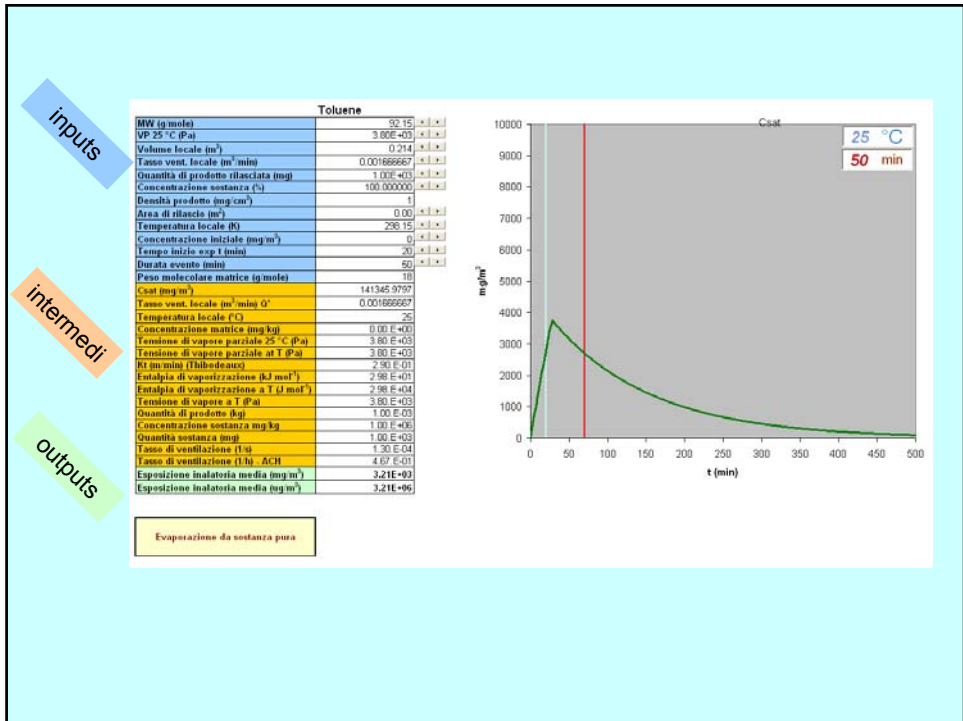 inputs
intermedi
outputs
Toluene
MW (g/mole) 92.15
VP 25 °C (Pa) 3.80E+03
Volume locale (m³) 0.214
Tasso vent. locale (m³/min) 0.001666667
Quantità di prodotto rilasciata (mg) 1.00E+03
Concentrazione sostanza (%) 100.000000
Densità prodotto (mg/cm³) 1
Area di rilascio (m²) 0.00
Temperatura locale (K) 298.15
Concentrazione iniziale (mg/m³) 0
Tempo inizio exp t (min) 20
Durata evento (min) 50
Peso molecolare matrice (g/mole) 18
Csat (mg/m³) 141345.9797
Tasso vent. locale (m³/min) Q' 0.001666667
Temperatura locale (°C) 25
Concentrazione matrice (mg/kg) 0.00.E+00
Tensione di vapore parziale 25 °C (Pa) 3.80.E+03
Tensione di vapore parziale at T (Pa) 3.80.E+03
Kt (m/min) (Thibodeaux) 2.90.E-01
Entalpia di vaporizzazione (kJ mol⁻¹) 2.98.E+01
Entalpia di vaporizzazione a T (J mol⁻¹) 2.98.E+04
Tensione di vapore a T (Pa) 3.80.E+03
Quantità di prodotto (kg) 1.00.E-03
Concentrazione sostanza mg/kg 1.00.E+06
Quantità sostanza (mg) 1.00.E+03
Tasso di ventilazione (1/s) 1.30.E-04
Tasso di ventilazione (1/h) - ACH 4.67.E-01
Esposizione inalatoria media (mg/m³) 3.21E+03
Esposizione inalatoria media (ug/m³) 3.21E+06
Evaporazione da sostanza pura
Csat
25 °C
50 min
mg/m³
10000
9000
8000
7000
6000
5000
4000
3000
2000
1000
0
0 50 100 150 200 250 300 350 400 450 500
t (min)